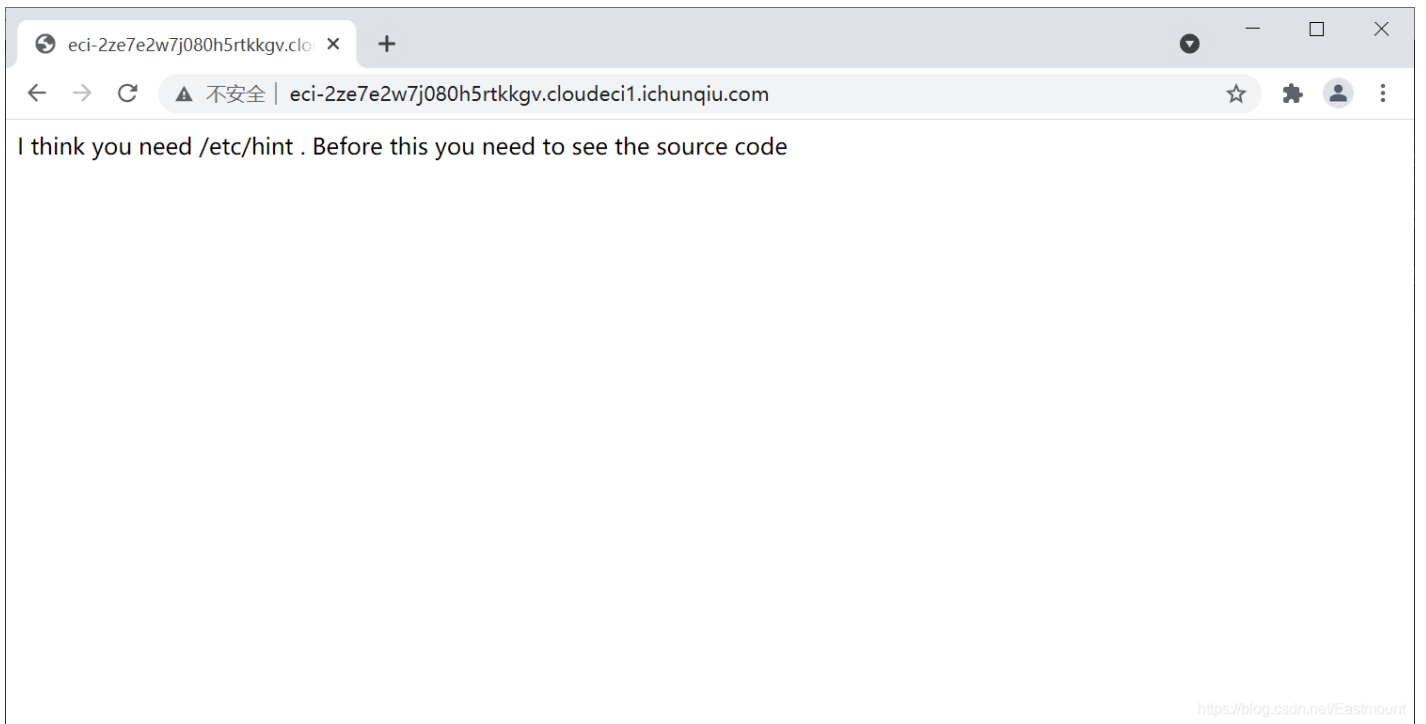 eci-2ze7e2w7j080h5rtkkgv.clo
不安全 eci-2ze7e2w7j080h5rtkkgv.cloudeci1.ichunqiu.com
I think you need /etc/hint . Before this you need to see the source code
https://blog.csdn.net/Eastmount